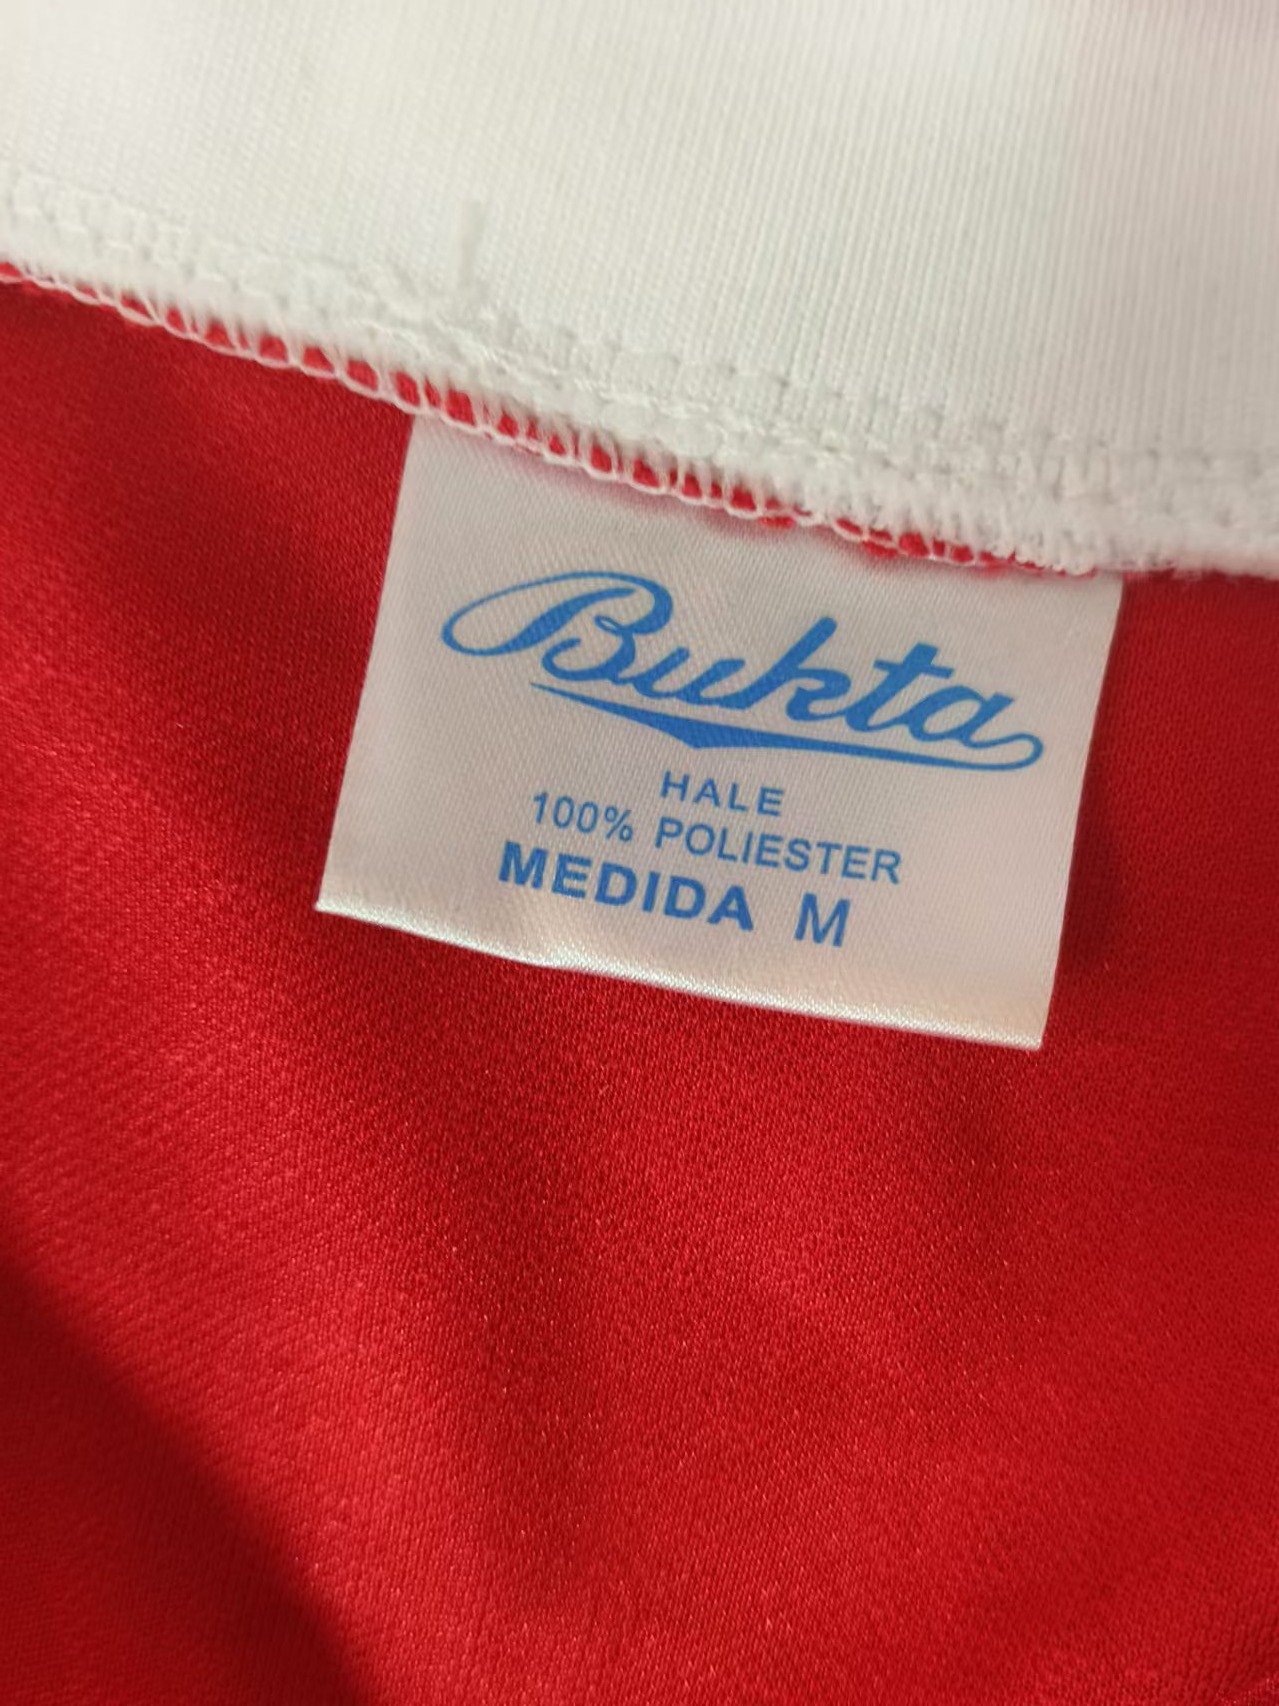 Bukta
HALE
100% POLIESTER
MEDIDA M